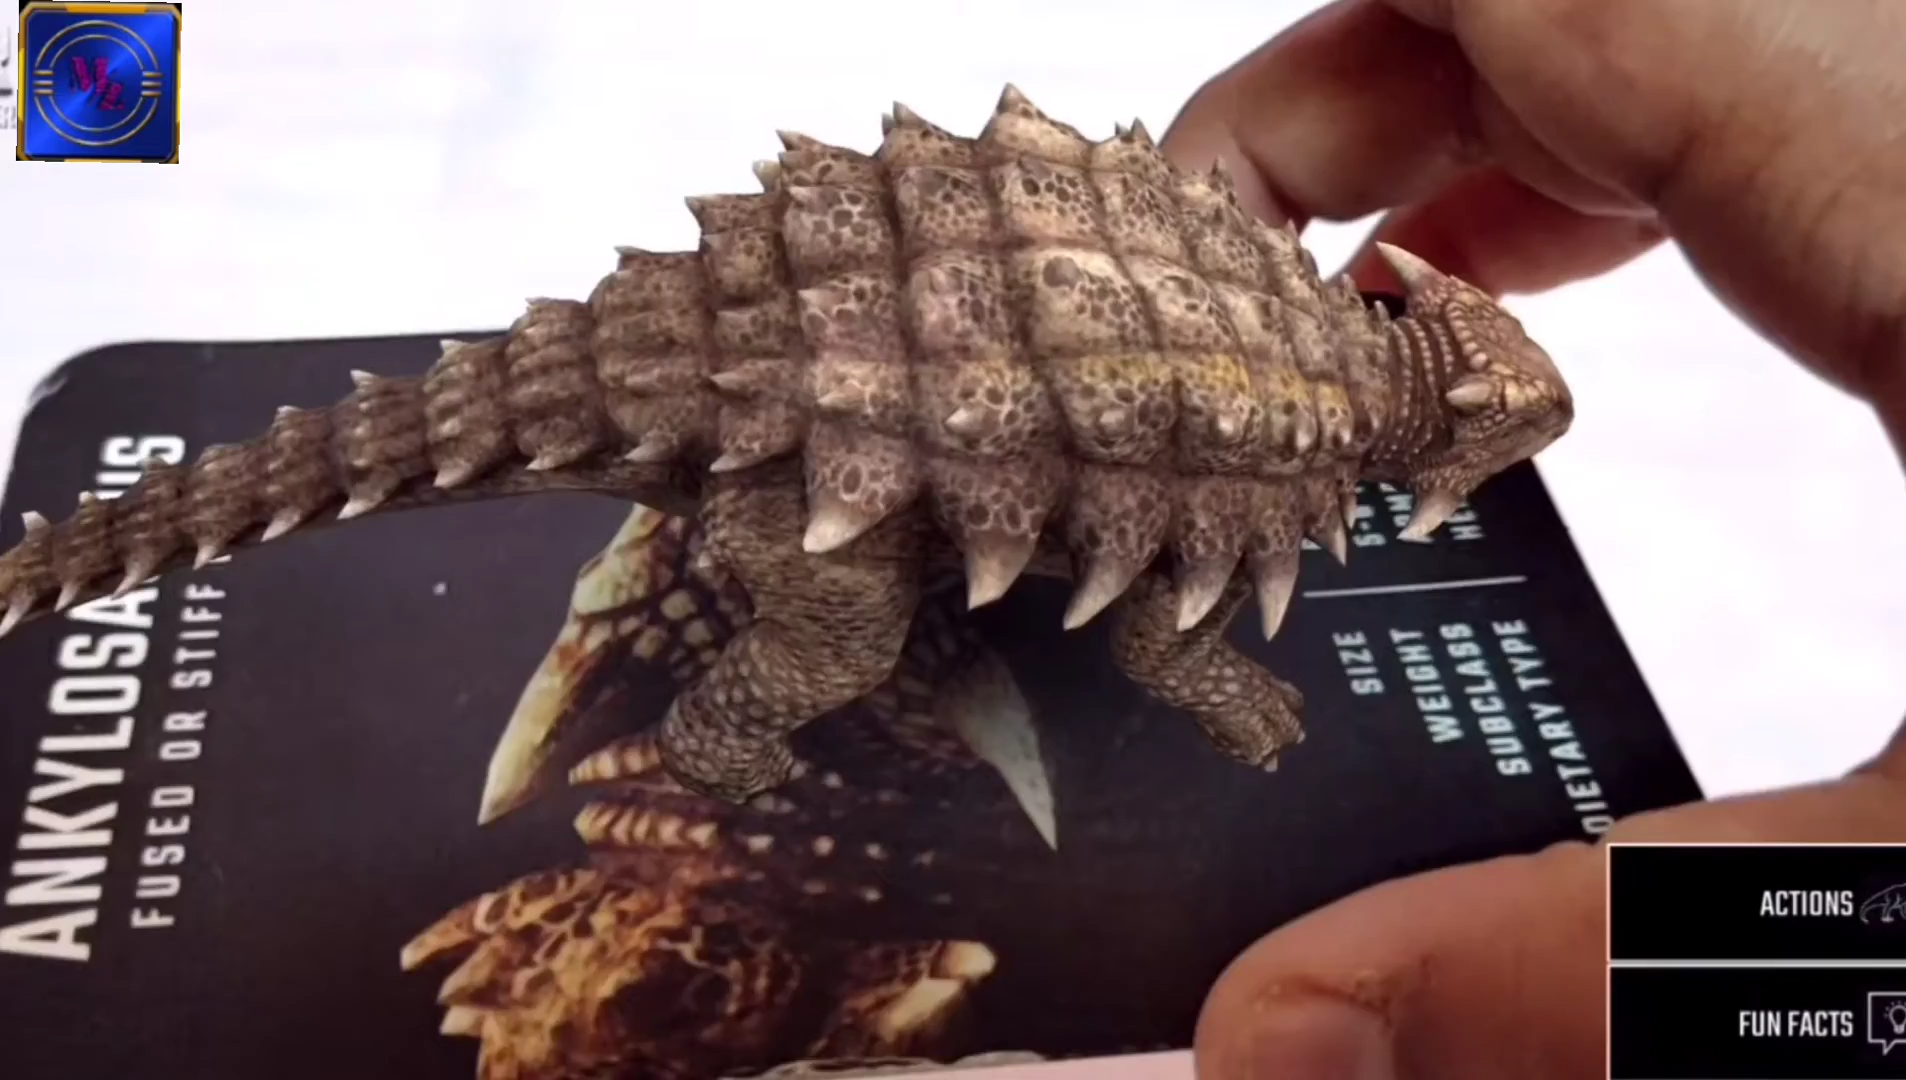 ANKYLOSA
FUSED OR STIFF
SIZE
WEIGHT
SUBCLASS
DIETARY TYPE
ACTIONS
FUN FACTS